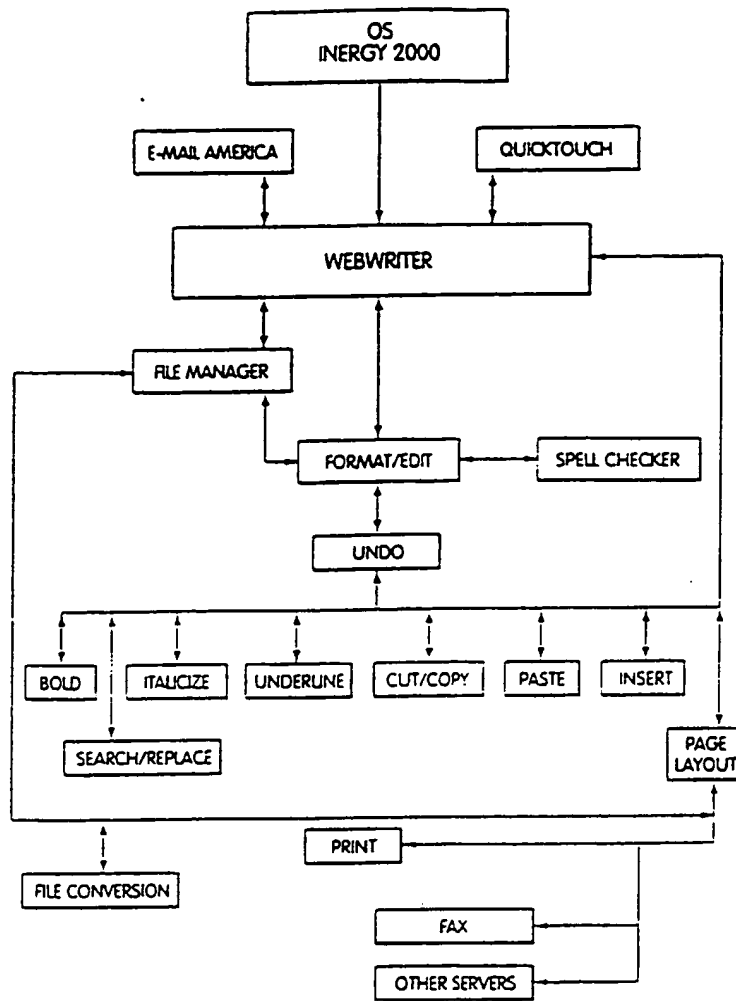 OS
INERGY 2000
E-MAIL AMERICA
QUICKTOUCH
WEBWRITER
FILE MANAGER
FORMAT/EDIT
SPELL CHECKER
UNDO
BOLD
ITALICIZE
UNDERLINE
CUT/COPY
PASTE
INSERT
SEARCH/REPLACE
PAGE
LAYOUT
PRINT
FILE CONVERSION
FAX
OTHER SERVERS